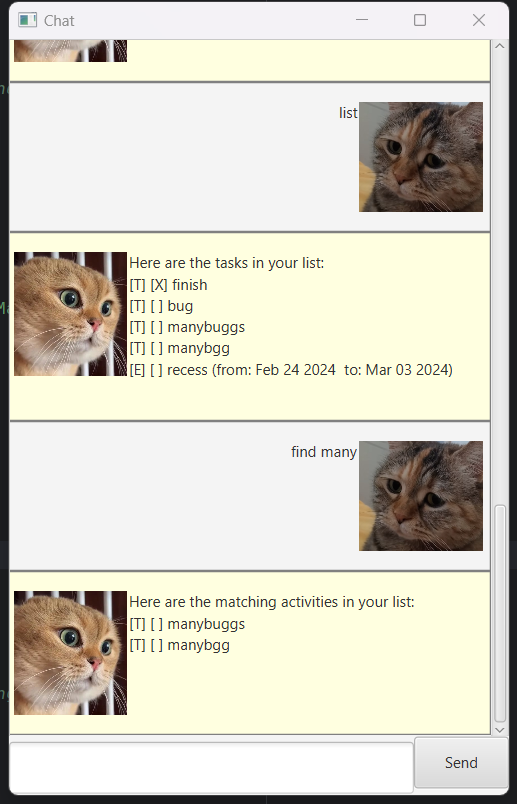 Chat
list
Here are the tasks in your list:
[T] [X] finish
[T] [ ] bug
[T] [ ] manybuggs
[T] [ ] manybgg
[E] [ ] recess (from: Feb 24 2024  to: Mar 03 2024)
find many
Here are the matching activities in your list:
[T] [ ] manybuggs
[T] [ ] manybgg
Send